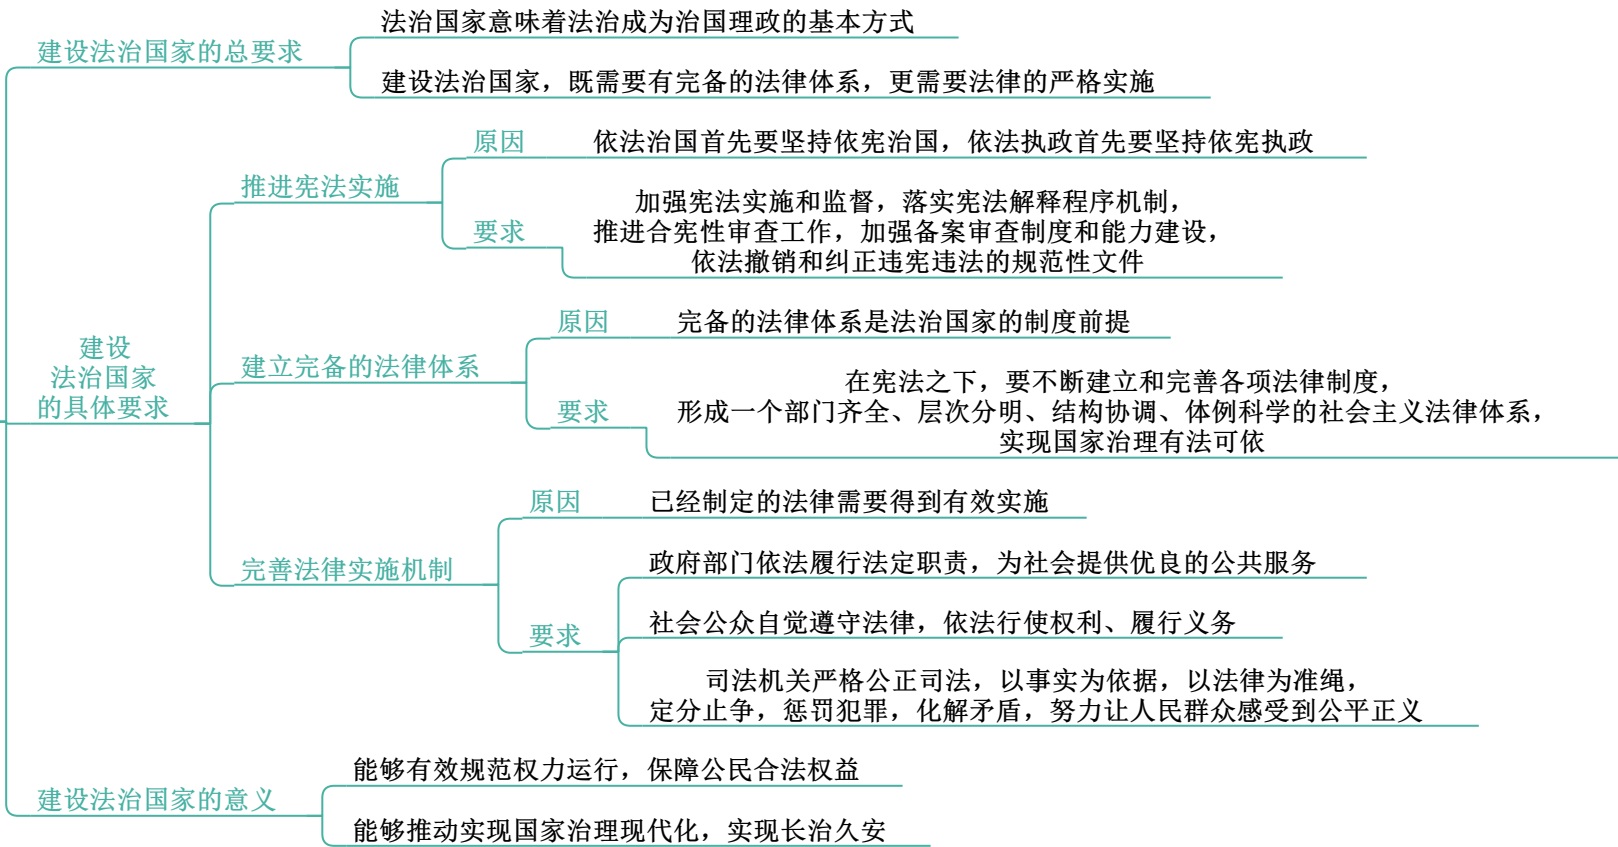 建设法治国家的总要求
法治国家意味着法治成为治国理政的基本方式
建设法治国家，既需要有完备的法律体系，更需要法律的严格实施
建设
法治国家
的具体要求
推进宪法实施
原因
依法治国首先要坚持依宪治国，依法执政首先要坚持依宪执政
要求
加强宪法实施和监督，落实宪法解释程序机制，
推进合宪性审查工作，加强备案审查制度和能力建设，
依法撤销和纠正违宪违法的规范性文件
建立完备的法律体系
原因
完备的法律体系是法治国家的制度前提
要求
在宪法之下，要不断建立和完善各项法律制度，
形成一个部门齐全、层次分明、结构协调、体例科学的社会主义法律体系，
实现国家治理有法可依
完善法律实施机制
原因
已经制定的法律需要得到有效实施
要求
政府部门依法履行法定职责，为社会提供优良的公共服务
社会公众自觉遵守法律，依法行使权利、履行义务
司法机关严格公正司法，以事实为依据，以法律为准绳，
定分止争，惩罚犯罪，化解矛盾，努力让人民群众感受到公平正义
建设法治国家的意义
能够有效规范权力运行，保障公民合法权益
能够推动实现国家治理现代化，实现长治久安